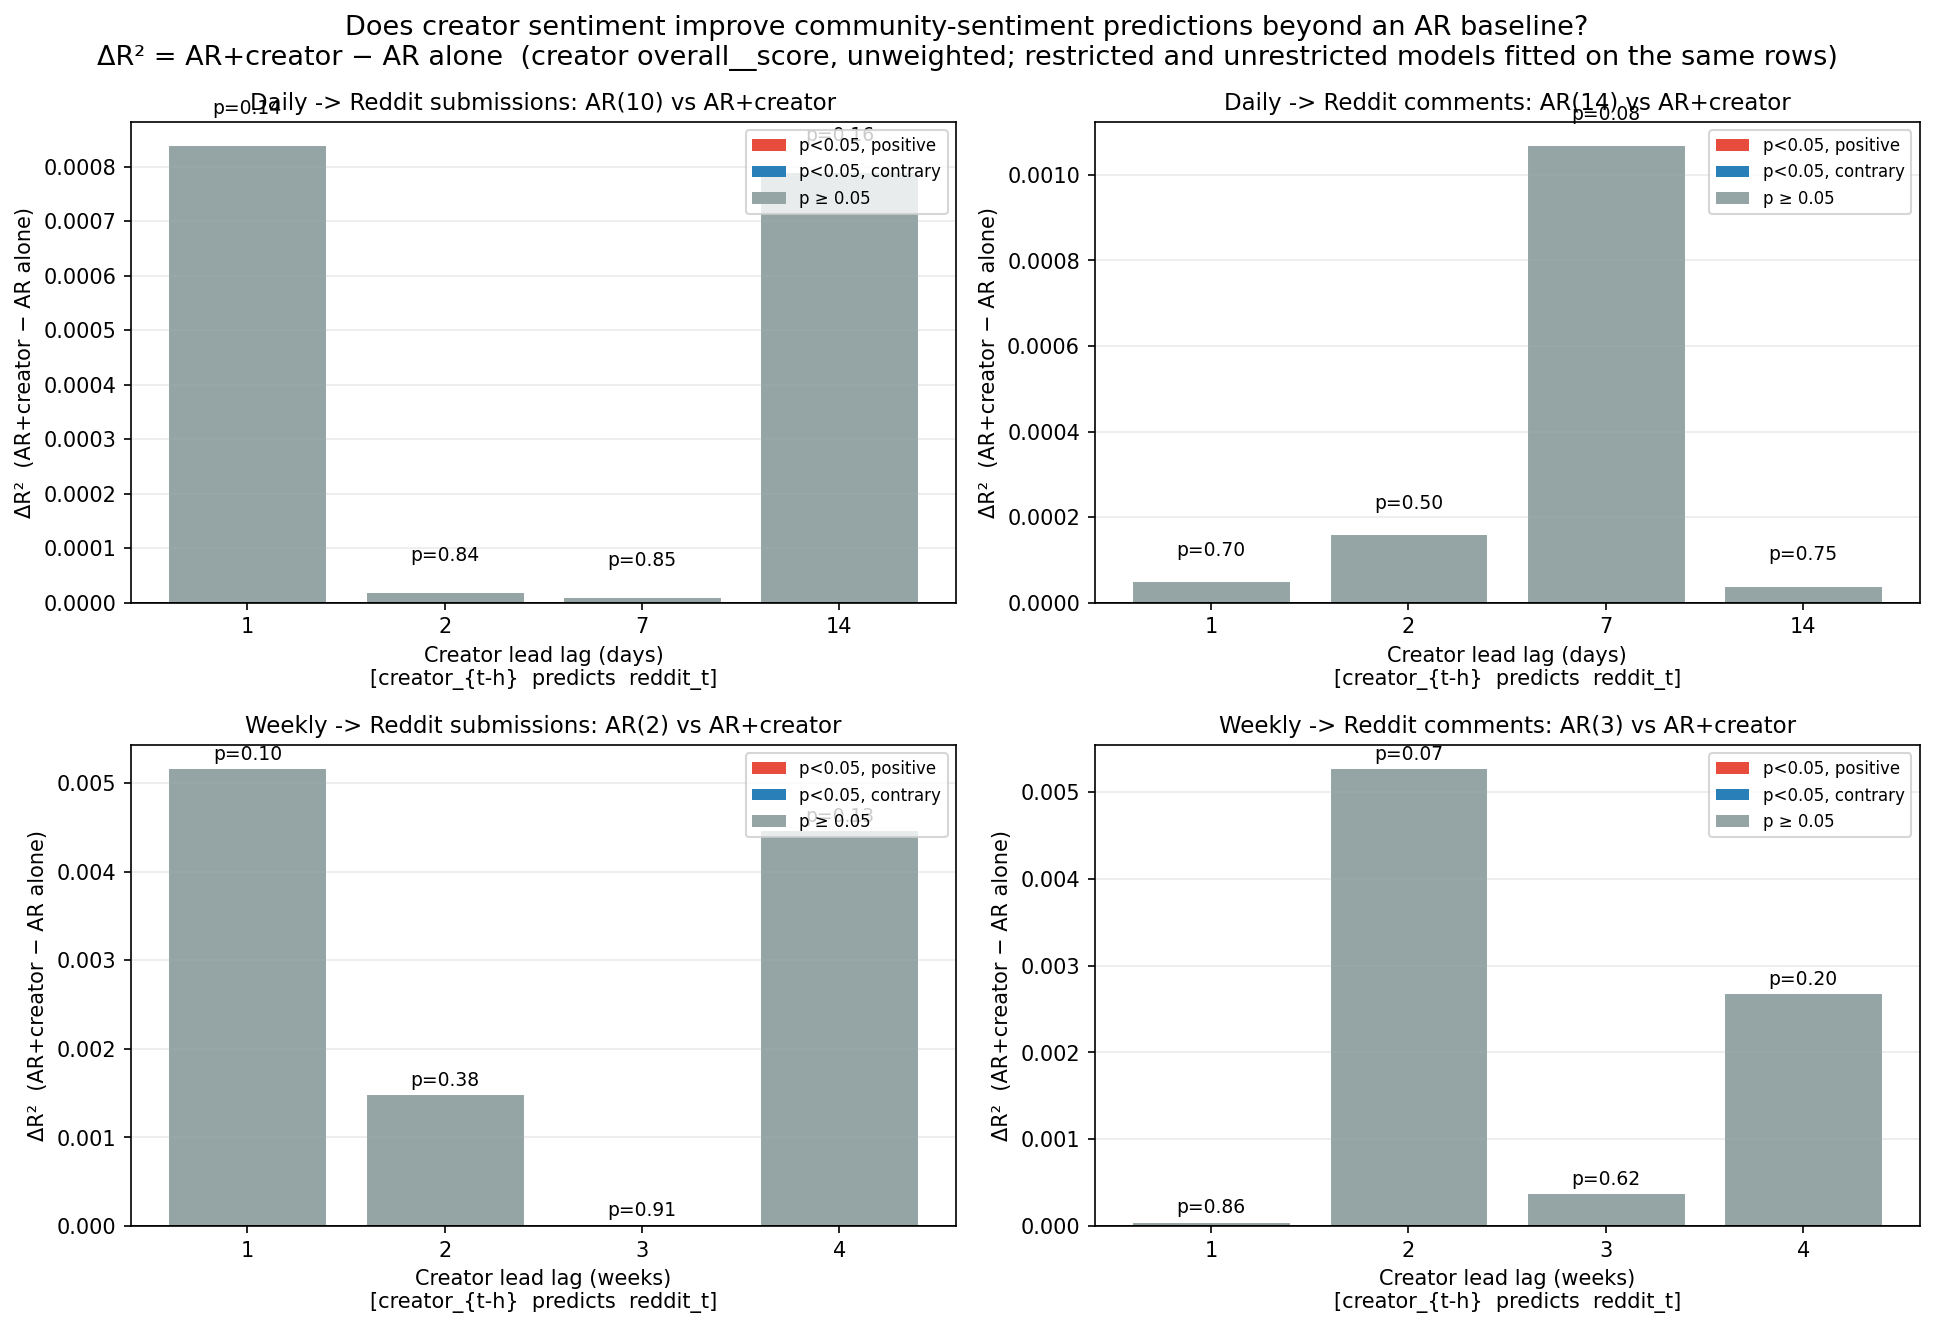 Does creator sentiment improve community-sentiment predictions beyond an AR baseline?
ΔR² = AR+creator − AR alone  (creator overall__score, unweighted; restricted and unrestricted models fitted on the same rows)
Daily -> Reddit submissions: AR(10) vs AR+creator
p=0.14
p=0.16
p<0.05, positive
p<0.05, contrary
p ≥ 0.05
p=0.84
p=0.85
ΔR²  (AR+creator − AR alone)
0.0008
0.0007
0.0006
0.0005
0.0004
0.0003
0.0002
0.0001
0.0000
1 2 7 14
Creator lead lag (days)
[creator_{t-h}  predicts  reddit_t]
Daily -> Reddit comments: AR(14) vs AR+creator
p=0.08
p<0.05, positive
p<0.05, contrary
p ≥ 0.05
p=0.70
p=0.50
p=0.75
ΔR²  (AR+creator − AR alone)
0.0010
0.0008
0.0006
0.0004
0.0002
0.0000
1 2 7 14
Creator lead lag (days)
[creator_{t-h}  predicts  reddit_t]
Weekly -> Reddit submissions: AR(2) vs AR+creator
p=0.10
p<0.05, positive
p<0.05, contrary
p ≥ 0.05
p=0.13
p=0.38
p=0.91
ΔR²  (AR+creator − AR alone)
0.005
0.004
0.003
0.002
0.001
0.000
1 2 3 4
Creator lead lag (weeks)
[creator_{t-h}  predicts  reddit_t]
Weekly -> Reddit comments: AR(3) vs AR+creator
p=0.07
p<0.05, positive
p<0.05, contrary
p ≥ 0.05
p=0.86
p=0.62
p=0.20
ΔR²  (AR+creator − AR alone)
0.005
0.004
0.003
0.002
0.001
0.000
1 2 3 4
Creator lead lag (weeks)
[creator_{t-h}  predicts  reddit_t]